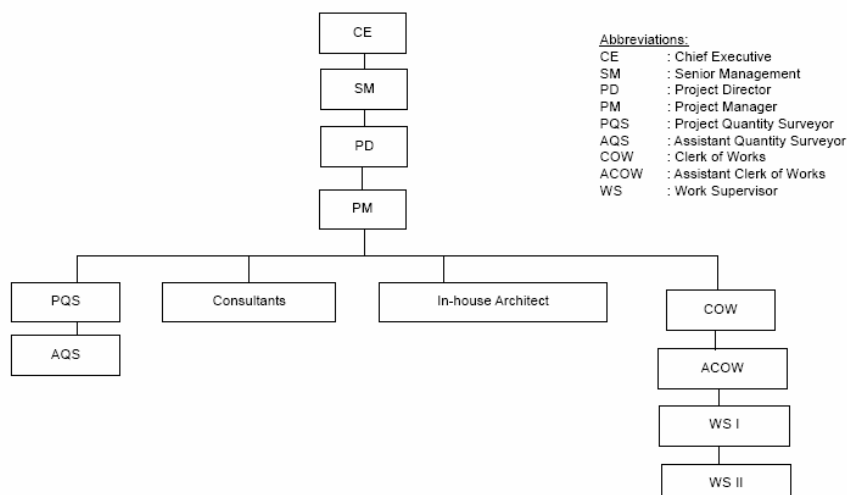 CE
SM
PD
PM
PQS
Consultants
In-house Architect
COW
AQS
ACOW
WS I
WS II
Abbreviations:
CE : Chief Executive
SM : Senior Management
PD : Project Director
PM : Project Manager
PQS : Project Quantity Surveyor
AQS : Assistant Quantity Surveyor
COW : Clerk of Works
ACOW : Assistant Clerk of Works
WS : Work Supervisor